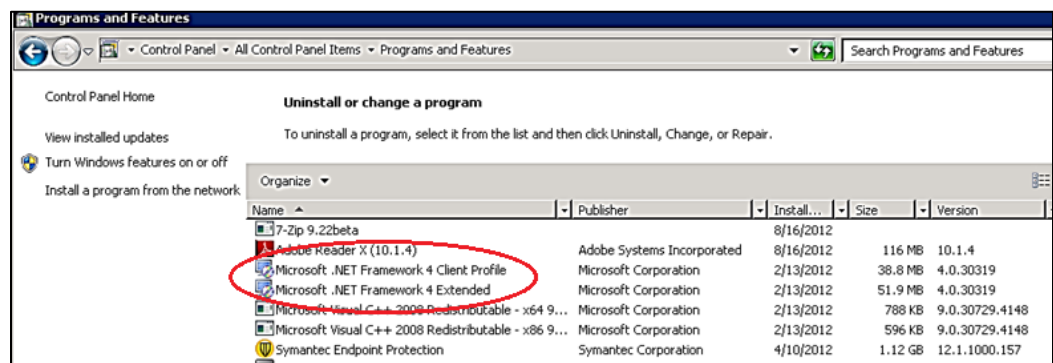 Programs and Features
Control Panel All Control Panel Items Programs and Features Search Programs and Features
Control Panel Home
View installed updates
Turn Windows features on or off
Install a program from the network
Uninstall or change a program
To uninstall a program, select it from the list and then click Uninstall, Change, or Repair.
Organize
Name Publisher Install... Size Version
7-Zip 9.22beta 8/16/2012
Adobe Reader X (10.1.4) Adobe Systems Incorporated 8/16/2012 116 MB 10.1.4
Microsoft .NET Framework 4 Client Profile Microsoft Corporation 2/13/2012 38.8 MB 4.0.30319
Microsoft .NET Framework 4 Extended Microsoft Corporation 2/13/2012 51.9 MB 4.0.30319
Microsoft Visual C++ 2008 Redistributable - x64 9... Microsoft Corporation 2/13/2012 788 KB 9.0.30729.4148
Microsoft Visual C++ 2008 Redistributable - x86 9... Microsoft Corporation 2/13/2012 596 KB 9.0.30729.4148
Symantec Endpoint Protection Symantec Corporation 4/10/2012 1.12 GB 12.1.1000.157